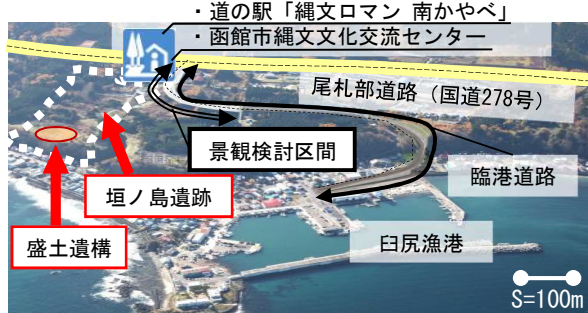 ・道の駅「縄文ロマン 南かやべ」
・函館市縄文文化交流センター
尾札部道路（国道278号）
景観検討区間
臨港道路
垣ノ島遺跡
盛土遺構
臼尻漁港
S=100m